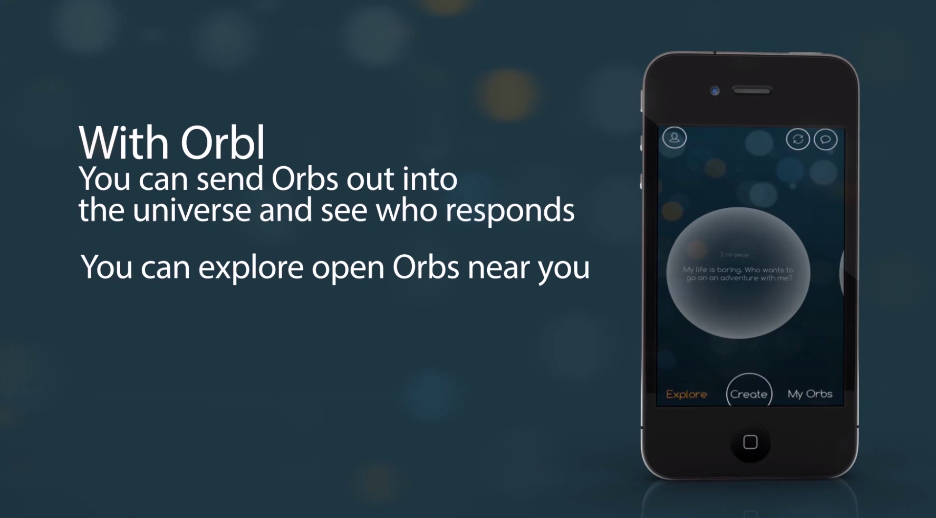 With Orbl
You can send Orbs out into
the universe and see who responds
You can explore open Orbs near you
My life is boring. Who wants to
go on an adventure with me?
Explore
Create
My Orbs